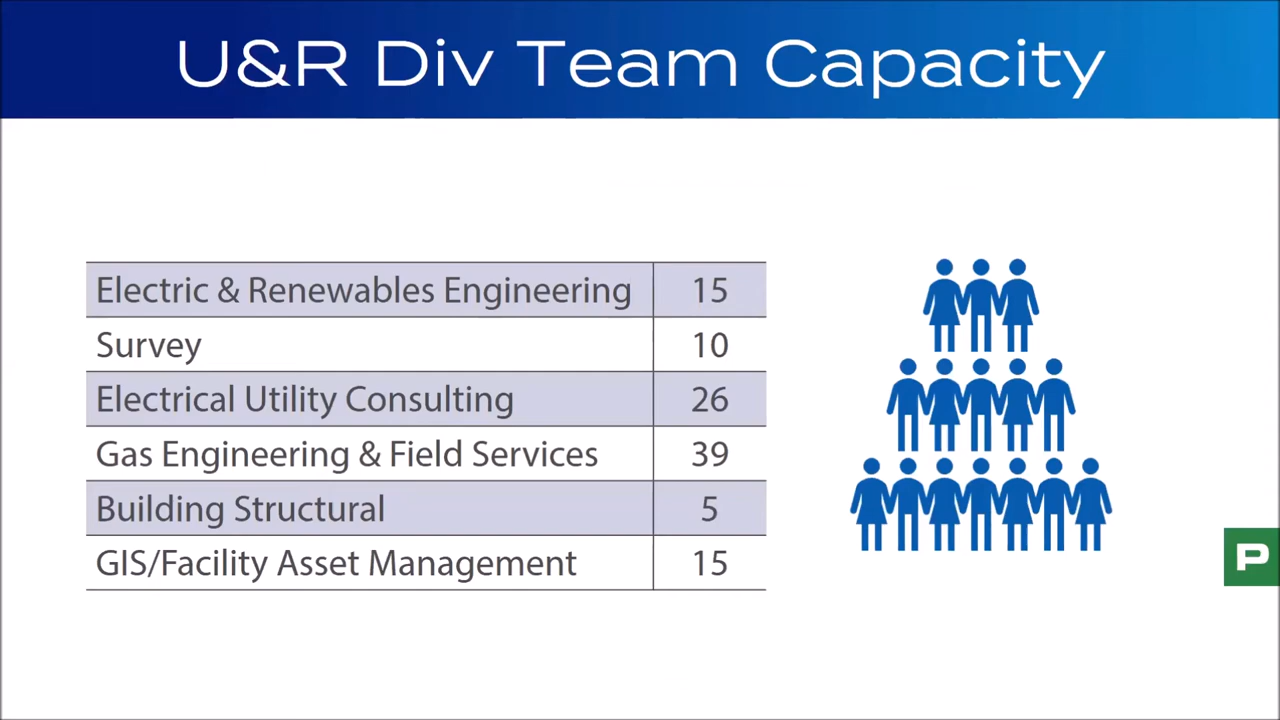 U&R Div Team Capacity
Electric & Renewables Engineering 15
Survey 10
Electrical Utility Consulting 26
Gas Engineering & Field Services 39
Building Structural 5
GIS/Facility Asset Management 15
P